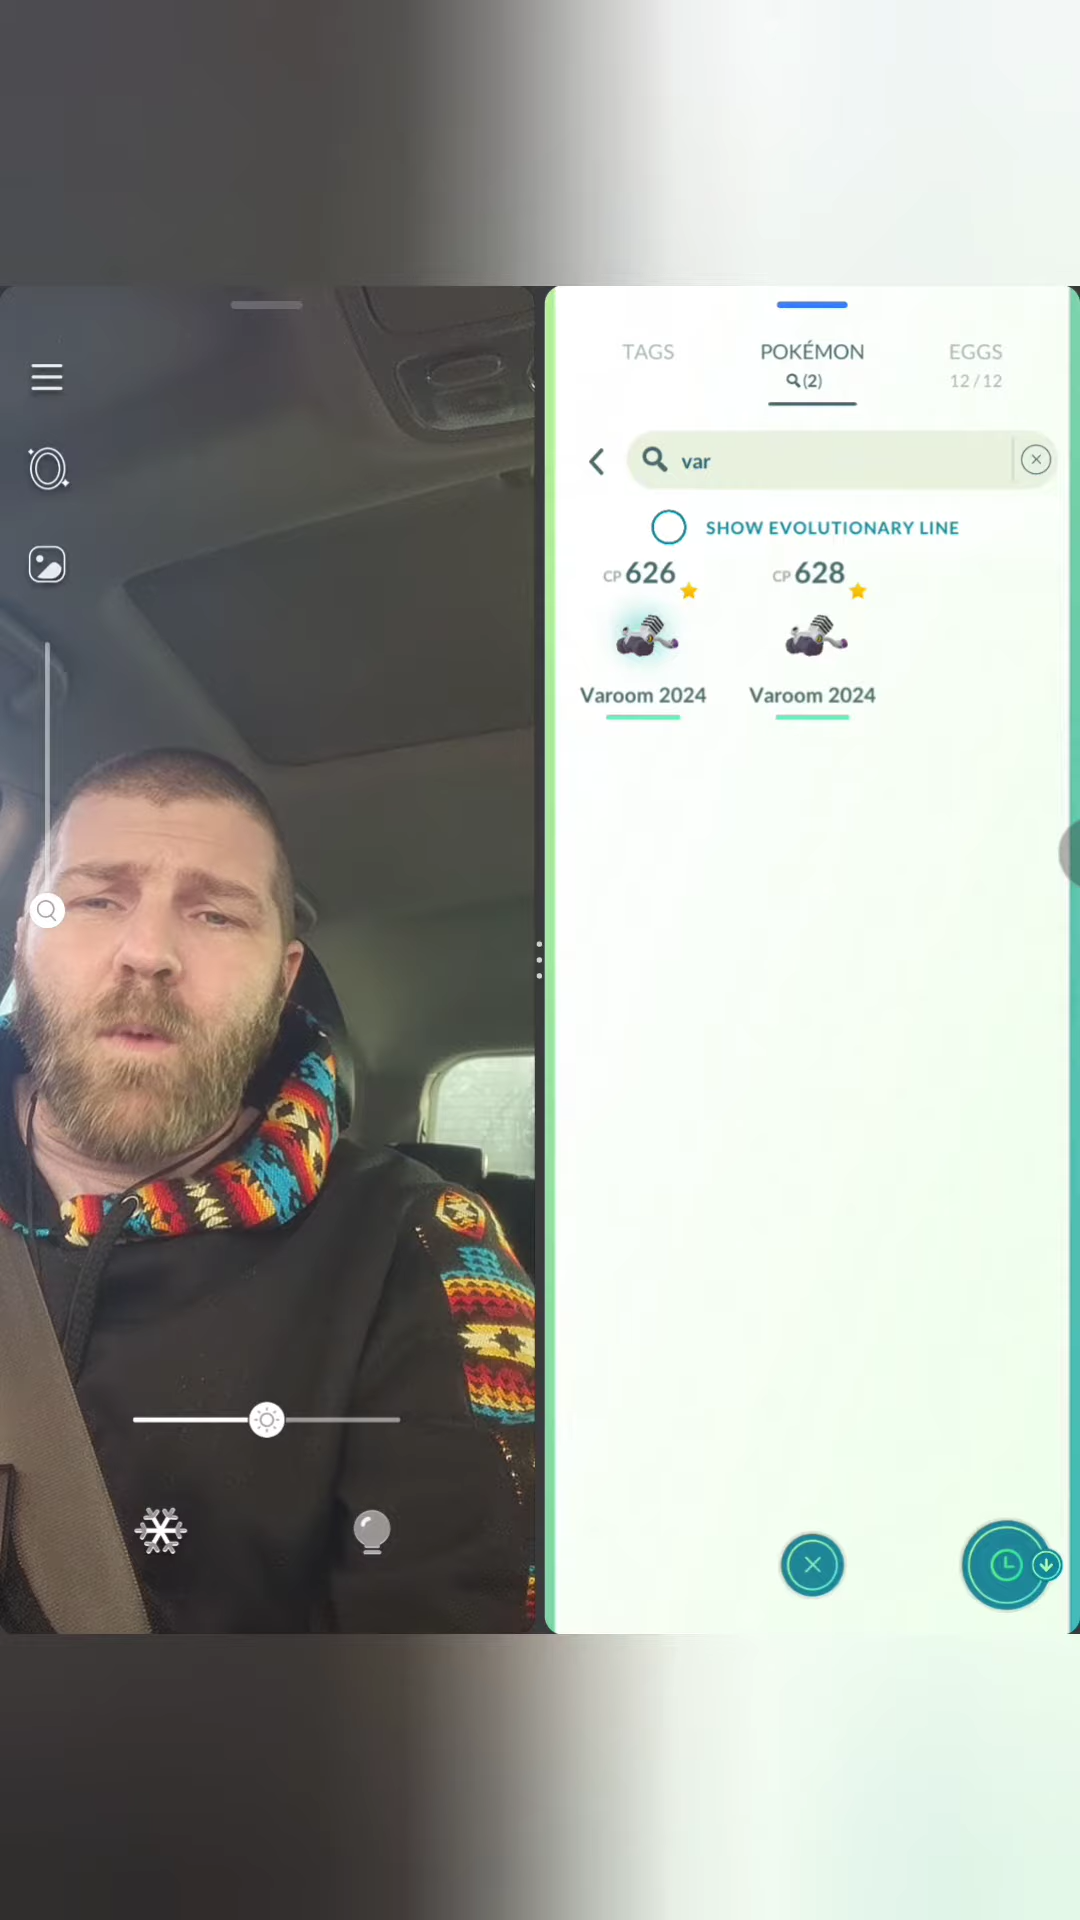 TAGS
POKÉMON
(2)
EGGS
12 / 12
var
SHOW EVOLUTIONARY LINE
CP 626
CP 628
Varoom 2024
Varoom 2024